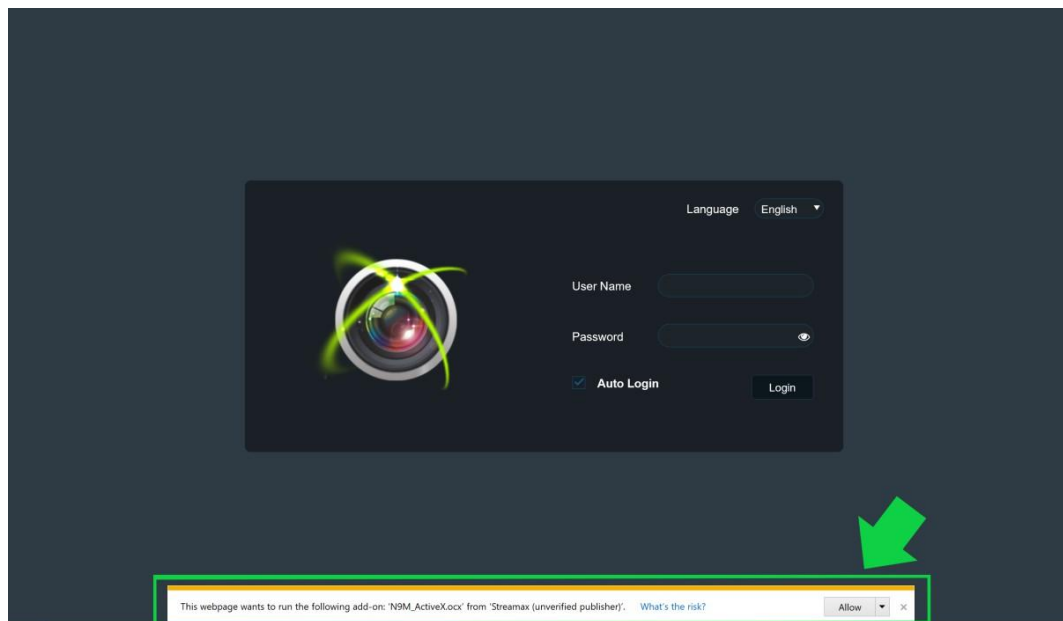 Language English
User Name
Password
Auto Login
Login
This webpage wants to run the following add-on: 'N9M_ActiveX.ocx' from 'Streamax (unverified publisher)'. What's the risk? Allow